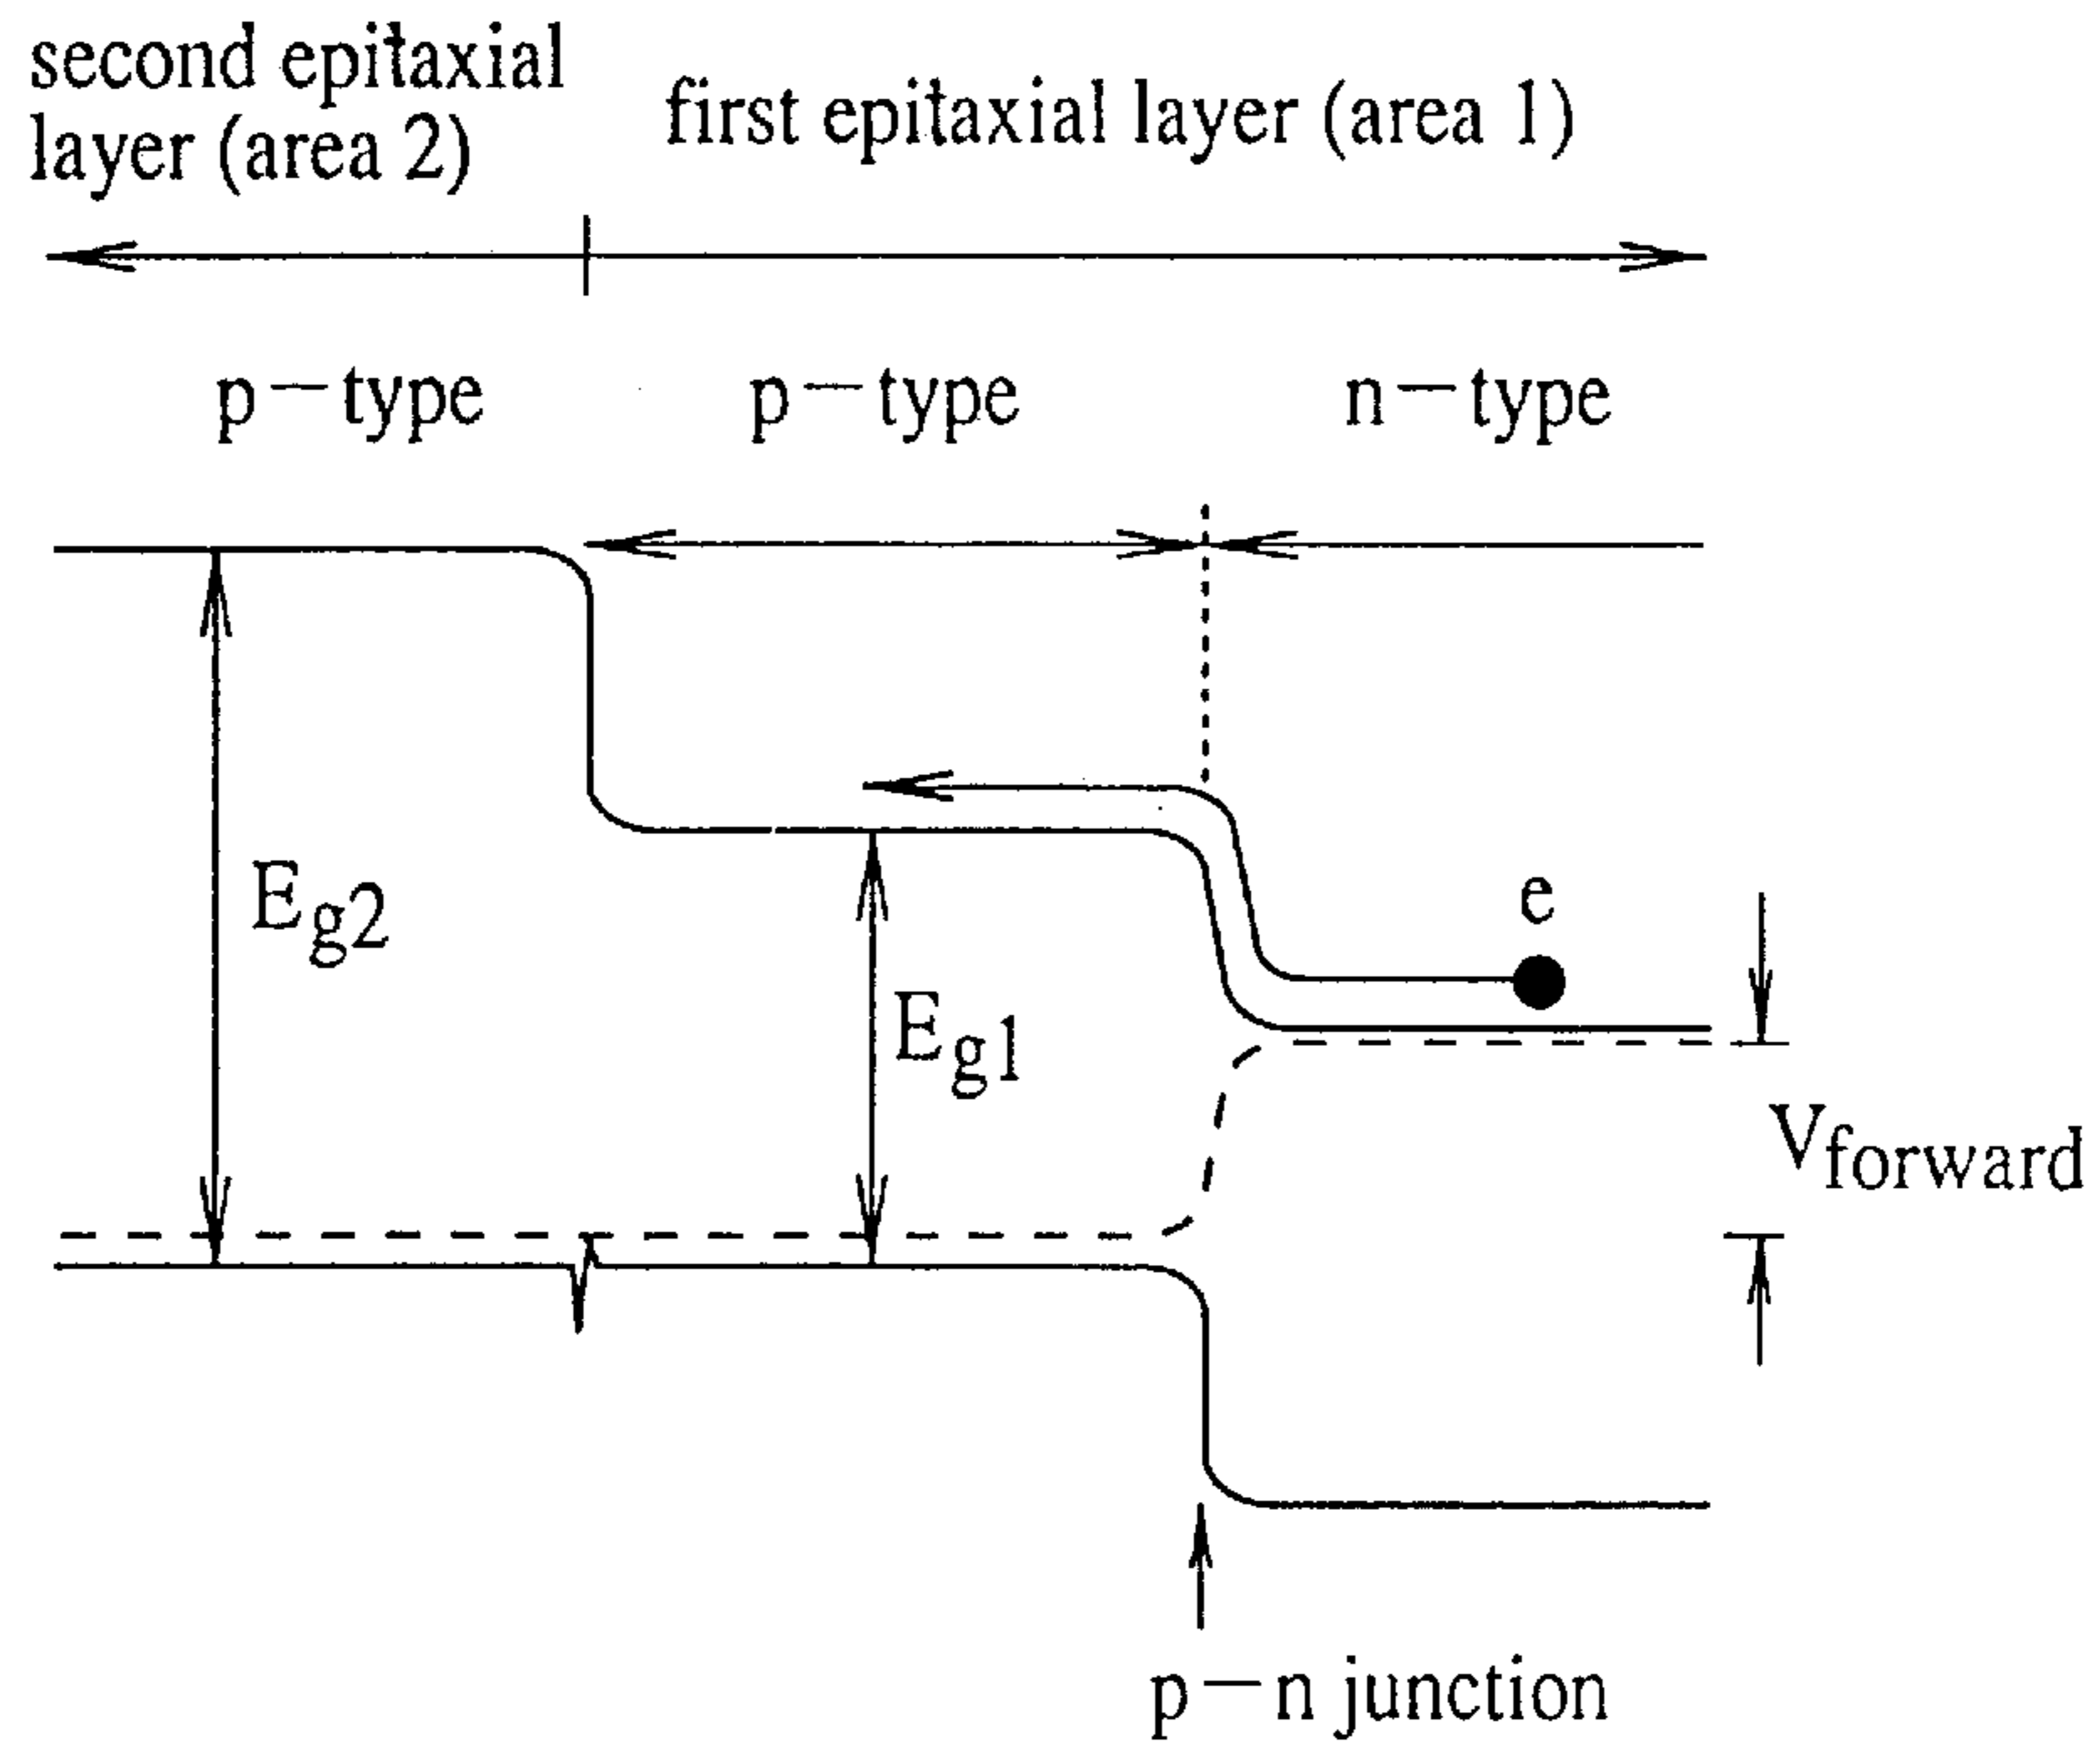 second epitaxial
layer (area 2)
first epitaxial layer (area 1)
p-type
p-type
n-type
Eg2
Eg1
e
Vforward
p-n junction